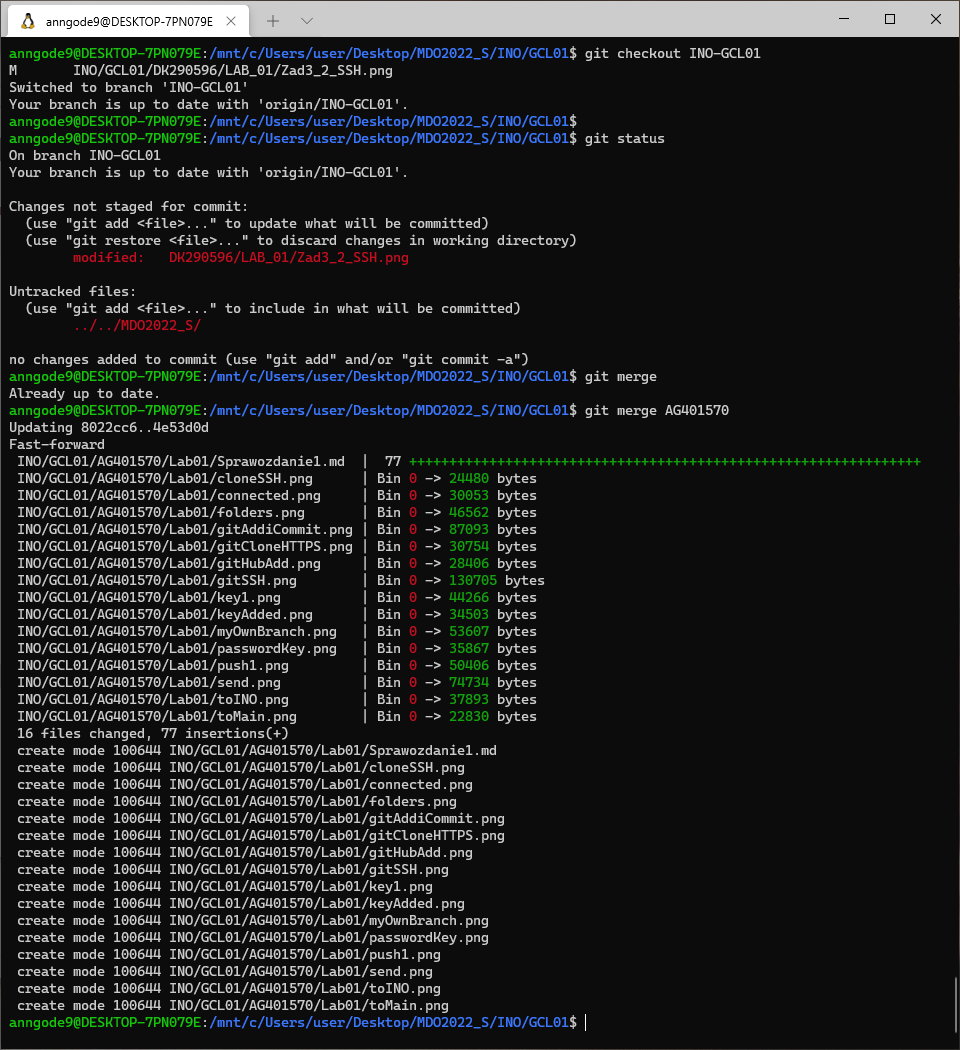 anngode9@DESKTOP-7PN079E
anngode9@DESKTOP-7PN079E:/mnt/c/Users/user/Desktop/MDO2022_S/INO/GCL01$ git checkout INO-GCL01
M       INO/GCL01/DK290596/LAB_01/Zad3_2_SSH.png
Switched to branch 'INO-GCL01'
Your branch is up to date with 'origin/INO-GCL01'.
anngode9@DESKTOP-7PN079E:/mnt/c/Users/user/Desktop/MDO2022_S/INO/GCL01$
anngode9@DESKTOP-7PN079E:/mnt/c/Users/user/Desktop/MDO2022_S/INO/GCL01$ git status
On branch INO-GCL01
Your branch is up to date with 'origin/INO-GCL01'.

Changes not staged for commit:
  (use "git add <file>..." to update what will be committed)
  (use "git restore <file>..." to discard changes in working directory)
        modified:   DK290596/LAB_01/Zad3_2_SSH.png

Untracked files:
  (use "git add <file>..." to include in what will be committed)
        ../../MDO2022_S/

no changes added to commit (use "git add" and/or "git commit -a")
anngode9@DESKTOP-7PN079E:/mnt/c/Users/user/Desktop/MDO2022_S/INO/GCL01$ git merge
Already up to date.
anngode9@DESKTOP-7PN079E:/mnt/c/Users/user/Desktop/MDO2022_S/INO/GCL01$ git merge AG401570
Updating 8022cc6..4e53d0d
Fast-forward
 INO/GCL01/AG401570/Lab01/Sprawozdanie1.md  |  77 ++++++++++++++++++++++++++++++++++++++++++++++++++++++++++++++++
 INO/GCL01/AG401570/Lab01/cloneSSH.png      | Bin 0 -> 24480 bytes
 INO/GCL01/AG401570/Lab01/connected.png     | Bin 0 -> 30053 bytes
 INO/GCL01/AG401570/Lab01/folders.png       | Bin 0 -> 46562 bytes
 INO/GCL01/AG401570/Lab01/gitAddiCommit.png | Bin 0 -> 87093 bytes
 INO/GCL01/AG401570/Lab01/gitCloneHTTPS.png | Bin 0 -> 30754 bytes
 INO/GCL01/AG401570/Lab01/gitHubAdd.png     | Bin 0 -> 28406 bytes
 INO/GCL01/AG401570/Lab01/gitSSH.png        | Bin 0 -> 130705 bytes
 INO/GCL01/AG401570/Lab01/key1.png          | Bin 0 -> 44266 bytes
 INO/GCL01/AG401570/Lab01/keyAdded.png      | Bin 0 -> 34503 bytes
 INO/GCL01/AG401570/Lab01/myOwnBranch.png   | Bin 0 -> 53607 bytes
 INO/GCL01/AG401570/Lab01/passwordKey.png   | Bin 0 -> 35867 bytes
 INO/GCL01/AG401570/Lab01/push1.png         | Bin 0 -> 50406 bytes
 INO/GCL01/AG401570/Lab01/send.png          | Bin 0 -> 74734 bytes
 INO/GCL01/AG401570/Lab01/toINO.png         | Bin 0 -> 37893 bytes
 INO/GCL01/AG401570/Lab01/toMain.png        | Bin 0 -> 22830 bytes
 16 files changed, 77 insertions(+)
 create mode 100644 INO/GCL01/AG401570/Lab01/Sprawozdanie1.md
 create mode 100644 INO/GCL01/AG401570/Lab01/cloneSSH.png
 create mode 100644 INO/GCL01/AG401570/Lab01/connected.png
 create mode 100644 INO/GCL01/AG401570/Lab01/folders.png
 create mode 100644 INO/GCL01/AG401570/Lab01/gitAddiCommit.png
 create mode 100644 INO/GCL01/AG401570/Lab01/gitCloneHTTPS.png
 create mode 100644 INO/GCL01/AG401570/Lab01/gitHubAdd.png
 create mode 100644 INO/GCL01/AG401570/Lab01/gitSSH.png
 create mode 100644 INO/GCL01/AG401570/Lab01/key1.png
 create mode 100644 INO/GCL01/AG401570/Lab01/keyAdded.png
 create mode 100644 INO/GCL01/AG401570/Lab01/myOwnBranch.png
 create mode 100644 INO/GCL01/AG401570/Lab01/passwordKey.png
 create mode 100644 INO/GCL01/AG401570/Lab01/push1.png
 create mode 100644 INO/GCL01/AG401570/Lab01/send.png
 create mode 100644 INO/GCL01/AG401570/Lab01/toINO.png
 create mode 100644 INO/GCL01/AG401570/Lab01/toMain.png
anngode9@DESKTOP-7PN079E:/mnt/c/Users/user/Desktop/MDO2022_S/INO/GCL01$